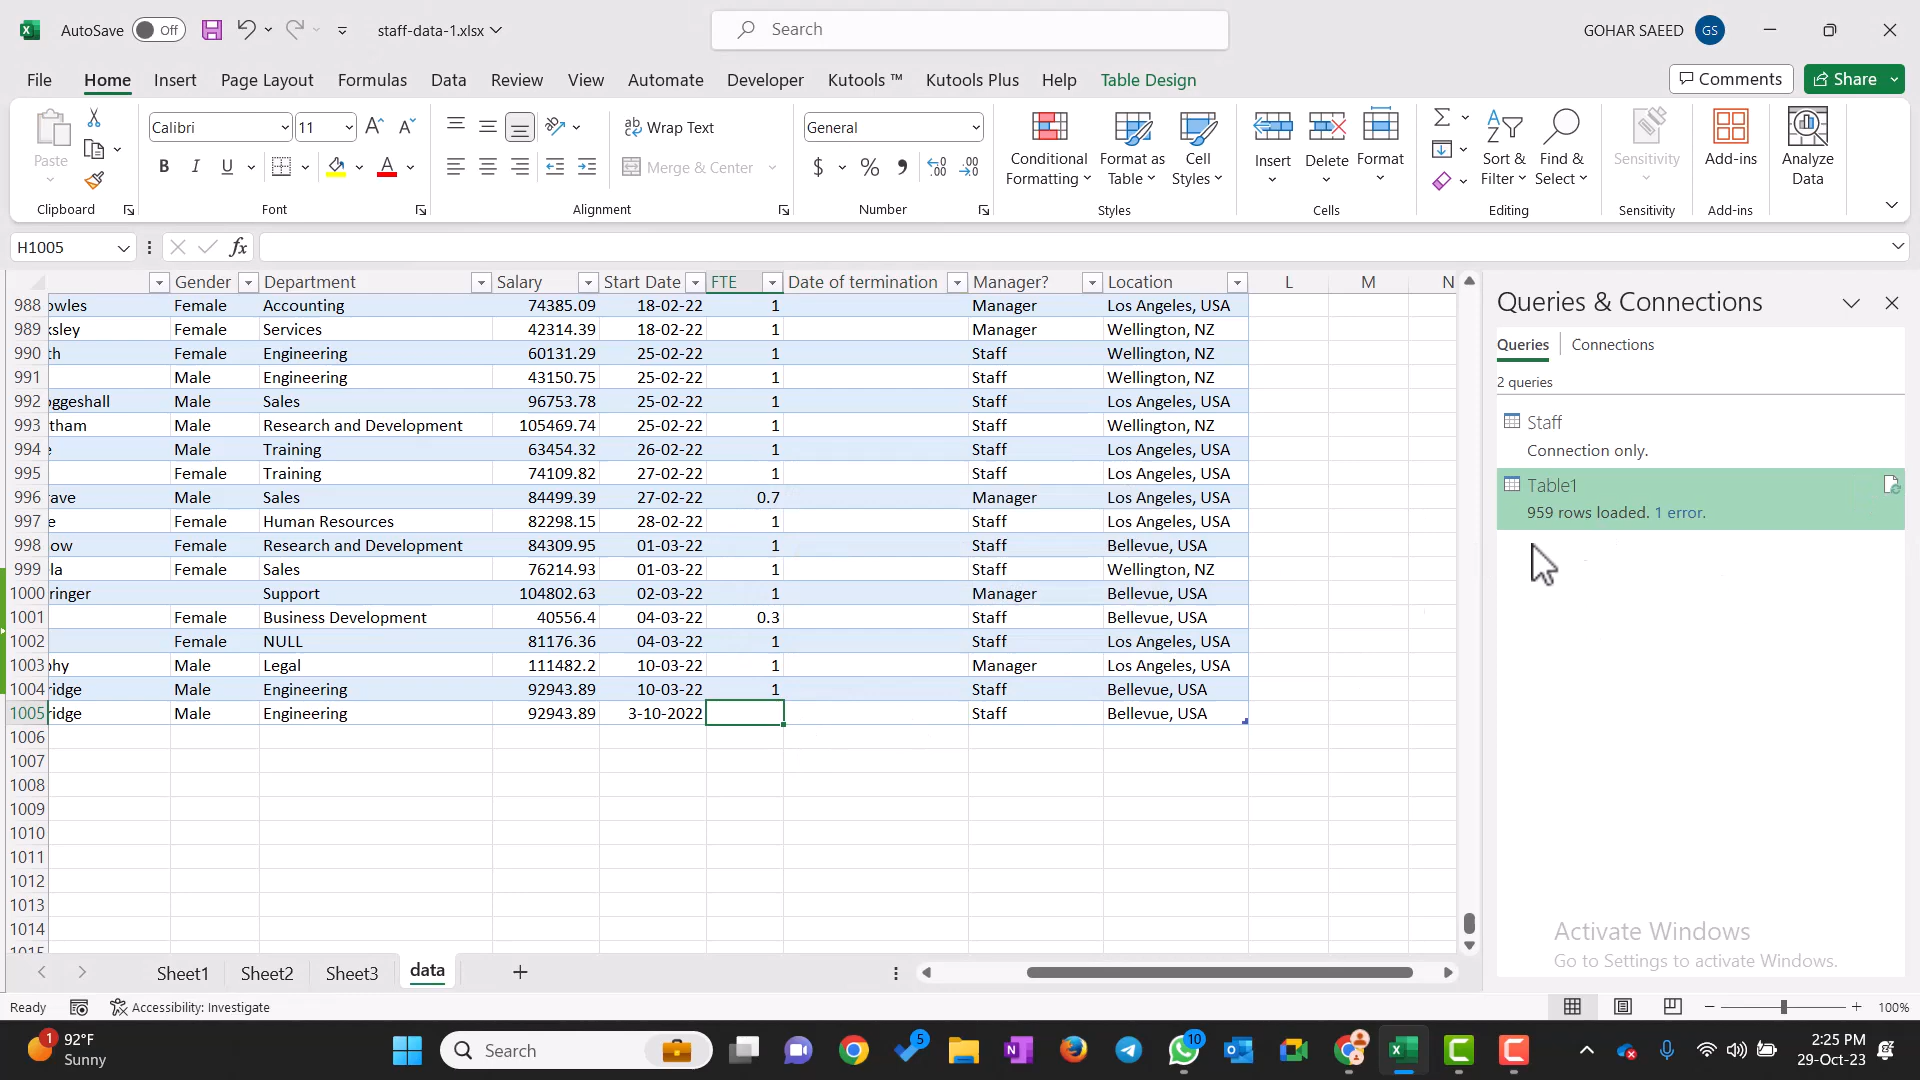 AutoSave Off staff-data-1.xlsx Search GOHAR SAEED GS
File Home Insert Page Layout Formulas Data Review View Automate Developer Kutools ™ Kutools Plus Help Table Design Comments Share
Paste Calibri 11 Wrap Text General Conditional Formatting Format as Table Cell Styles Insert Delete Format Sort & Filter Find & Select Sensitivity Add-ins Analyze Data
B I U A Merge & Center $ % ,
Clipboard Font Alignment Number Styles Cells Editing Sensitivity Add-ins
H1005 fx
Gender Department Salary Start Date FTE Date of termination Manager? Location L M N
988 owles Female Accounting 74385.09 18-02-22 1 Manager Los Angeles, USA
989 ksley Female Services 42314.39 18-02-22 1 Manager Wellington, NZ
990 th Female Engineering 60131.29 25-02-22 1 Staff Wellington, NZ
991 Male Engineering 43150.75 25-02-22 1 Staff Wellington, NZ
992 oggeshall Male Sales 96753.78 25-02-22 1 Staff Los Angeles, USA
993 tham Male Research and Development 105469.74 25-02-22 1 Staff Wellington, NZ
994 e Male Training 63454.32 26-02-22 1 Staff Los Angeles, USA
995 Female Training 74109.82 27-02-22 1 Staff Los Angeles, USA
996 rave Male Sales 84499.39 27-02-22 0.7 Manager Los Angeles, USA
997 e Female Human Resources 82298.15 28-02-22 1 Staff Los Angeles, USA
998 ow Female Research and Development 84309.95 01-03-22 1 Staff Bellevue, USA
999 la Female Sales 76214.93 01-03-22 1 Staff Wellington, NZ
1000 ringer Support 104802.63 02-03-22 1 Manager Bellevue, USA
1001 Female Business Development 40556.4 04-03-22 0.3 Staff Bellevue, USA
1002 Female NULL 81176.36 04-03-22 1 Staff Los Angeles, USA
1003 phy Male Legal 111482.2 10-03-22 1 Manager Los Angeles, USA
1004 ridge Male Engineering 92943.89 10-03-22 1 Staff Bellevue, USA
1005 ridge Male Engineering 92943.89 3-10-2022 Staff Bellevue, USA
1006
1007
1008
1009
1010
1011
1012
1013
1014
1015
Queries & Connections
Queries Connections
2 queries
Staff
Connection only.
Table1
959 rows loaded. 1 error.
Activate Windows
Go to Settings to activate Windows.
Sheet1 Sheet2 Sheet3 data
Ready Accessibility: Investigate 100%
1 92°F
Sunny
Search 5 10
2:25 PM
29-Oct-23